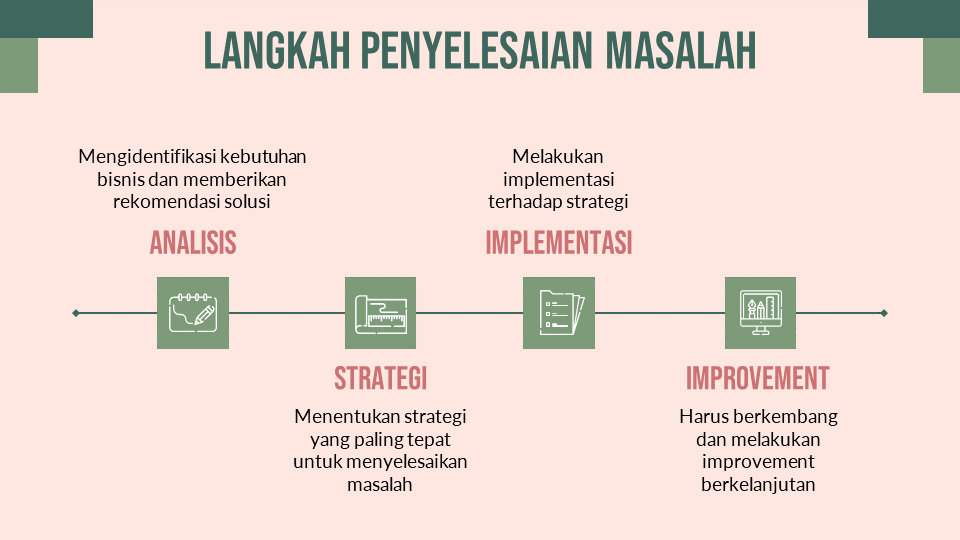 LANGKAH PENYELESAIAN MASALAH
Mengidentifikasi kebutuhan
bisnis dan memberikan
rekomendasi solusi
ANALISIS
STRATEGI
Menentukan strategi
yang paling tepat
untuk menyelesaikan
masalah
Melakukan
implementasi
terhadap strategi
IMPLEMENTASI
IMPROVEMENT
Harus berkembang
dan melakukan
improvement
berkelanjutan